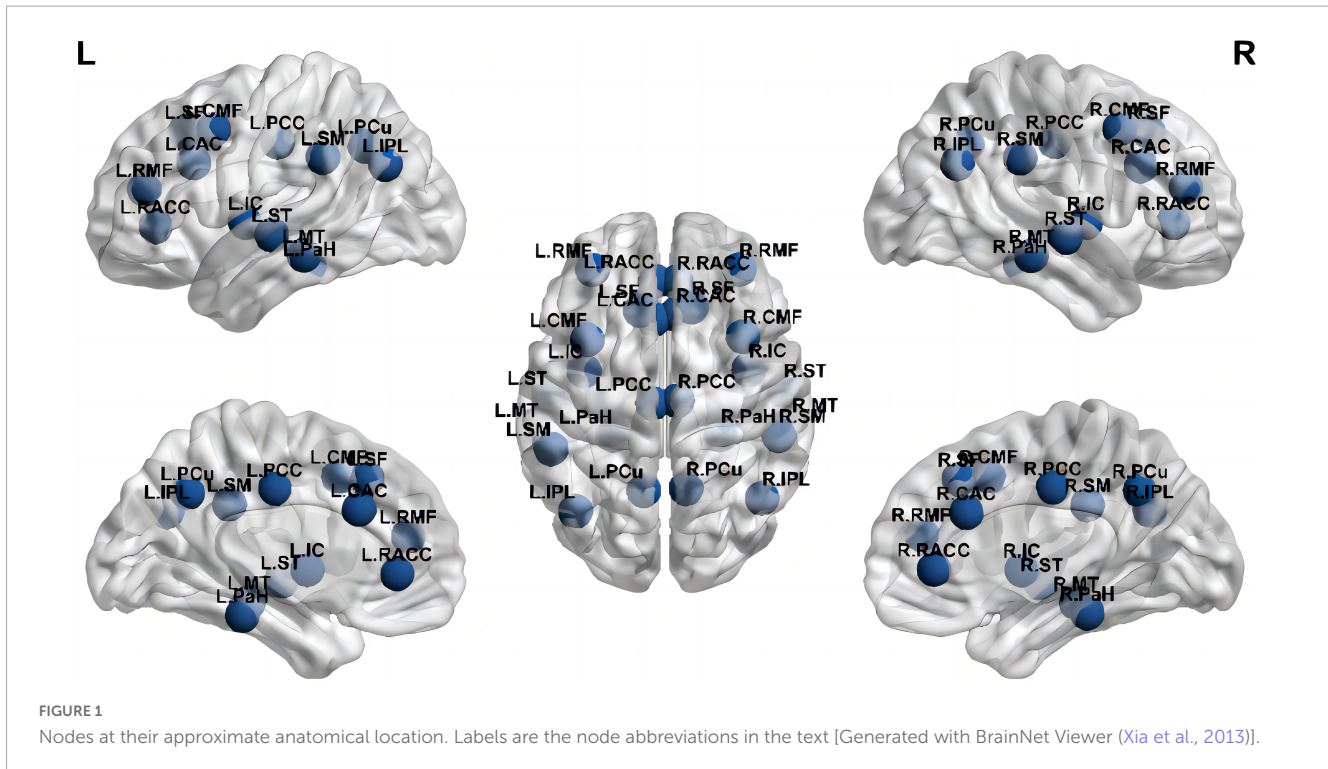 L
R
L.SF
L.CMF
L.PCC
L.PCu
L.SM
L.CAC
L.IPL
L.RMF
L.RACC
L.IC
L.ST
L.MT
L.PaH
R.CMF
R.SF
R.PCu
R.PCC
R.SM
R.IPL
R.CAC
R.RMF
R.IC
R.RACC
R.ST
R.MT
R.PaH
L.RMF
R.RMF
L.RACC
R.RACC
L.SF
R.SF
L.CAC
R.CAC
L.CMF
R.CMF
L.IC
R.IC
L.ST
R.ST
L.PCC
R.PCC
L.MT
R.MT
L.PaH
R.PaH
R.SM
L.SM
L.PCu
R.PCu
L.IPL
R.IPL
L.PCu
L.PCC
L.CMF
L.SF
L.IPL
L.SM
L.CAC
L.RMF
L.IC
L.RACC
L.ST
L.MT
L.PaH
R.SF
R.CMF
R.PCC
R.PCu
R.CAC
R.SM
R.IPL
R.RMF
R.RACC
R.IC
R.ST
R.MT
R.PaH
FIGURE 1
Nodes at their approximate anatomical location. Labels are the node abbreviations in the text [Generated with BrainNet Viewer (Xia et al., 2013)].